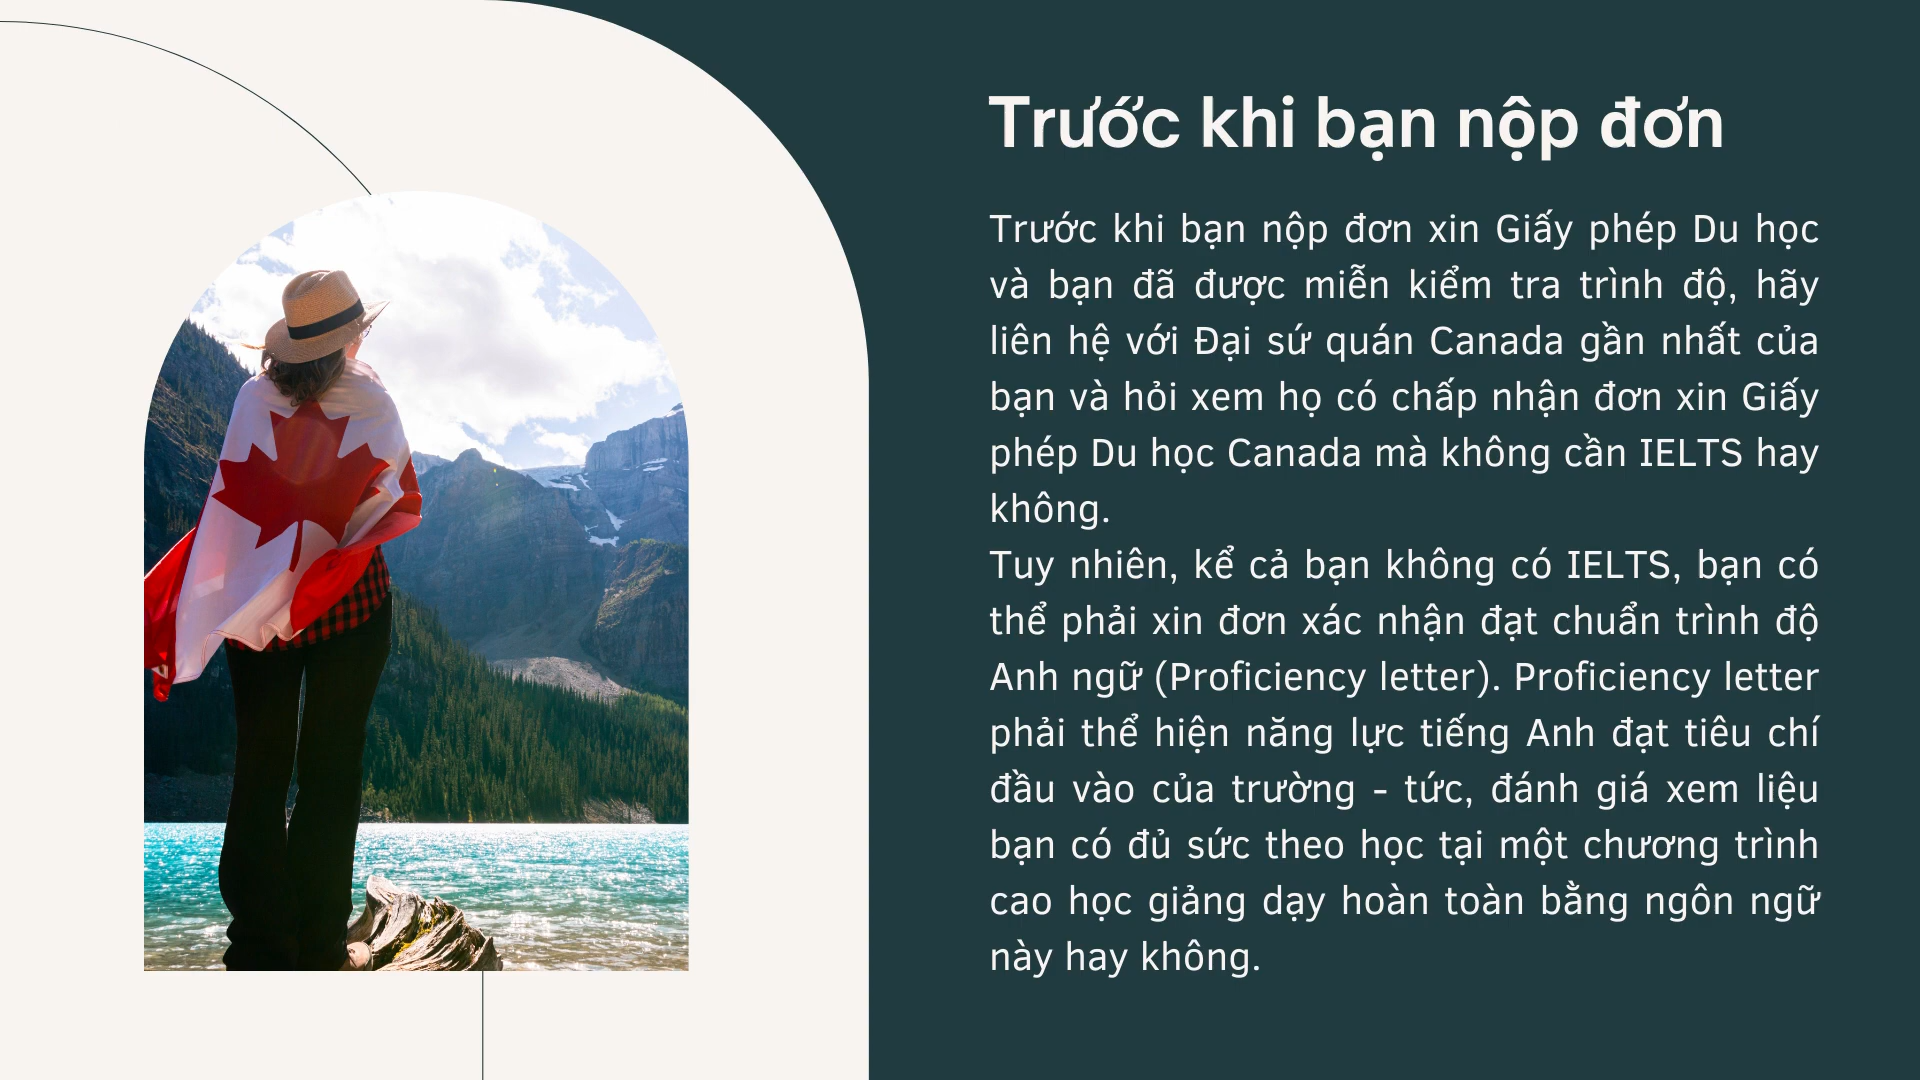 Trước khi bạn nộp đơn
Trước khi bạn nộp đơn xin Giấy phép Du học
và bạn đã được miễn kiểm tra trình độ, hãy
liên hệ với Đại sứ quán Canada gần nhất của
bạn và hỏi xem họ có chấp nhận đơn xin Giấy
phép Du học Canada mà không cần IELTS hay
không.
Tuy nhiên, kể cả bạn không có IELTS, bạn có
thể phải xin đơn xác nhận đạt chuẩn trình độ
Anh ngữ (Proficiency letter). Proficiency letter
phải thể hiện năng lực tiếng Anh đạt tiêu chí
đầu vào của trường - tức, đánh giá xem liệu
bạn có đủ sức theo học tại một chương trình
cao học giảng dạy hoàn toàn bằng ngôn ngữ
này hay không.